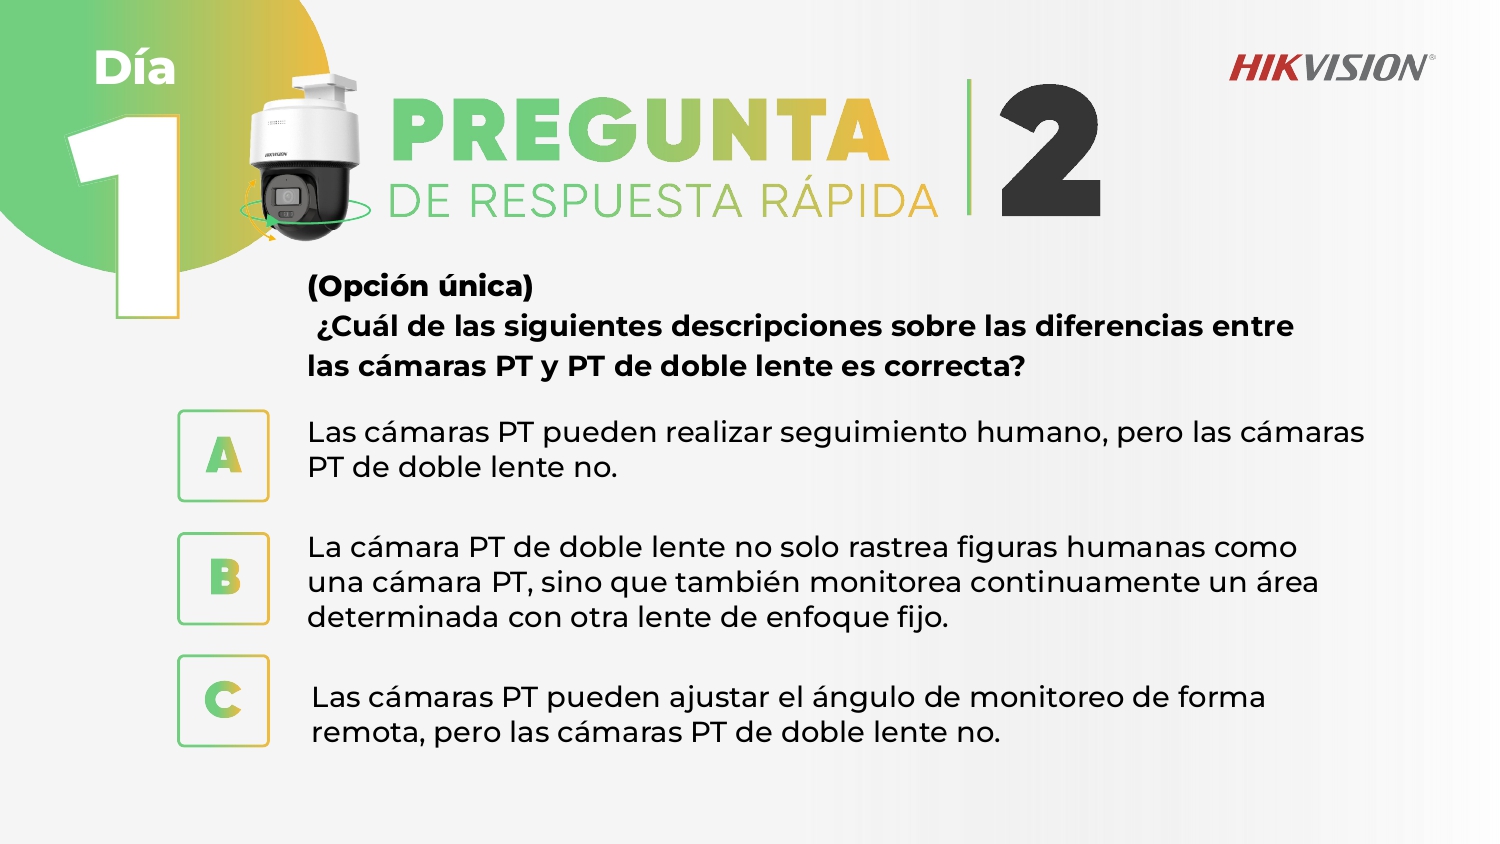 Día
1
HIKVISION®
HIKVISION
PREGUNTA
DE RESPUESTA RÁPIDA
2
(Opción única)
¿Cuál de las siguientes descripciones sobre las diferencias entre
las cámaras PT y PT de doble lente es correcta?
A
Las cámaras PT pueden realizar seguimiento humano, pero las cámaras
PT de doble lente no.
B
La cámara PT de doble lente no solo rastrea figuras humanas como
una cámara PT, sino que también monitorea continuamente un área
determinada con otra lente de enfoque fijo.
C
Las cámaras PT pueden ajustar el ángulo de monitoreo de forma
remota, pero las cámaras PT de doble lente no.